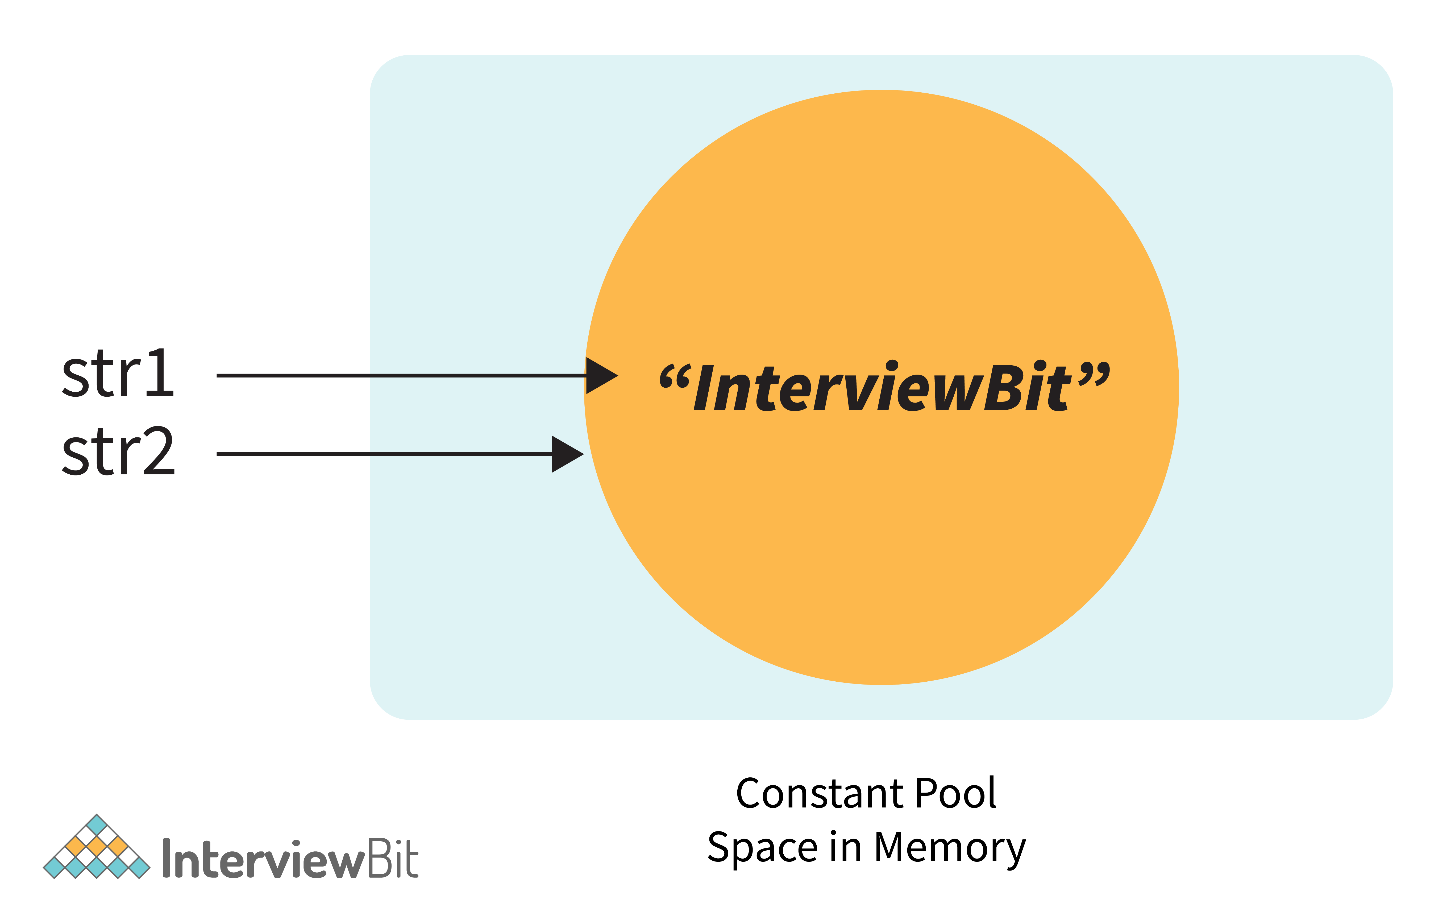 str1
“InterviewBit”
str2
Constant Pool
Space in Memory
InterviewBit